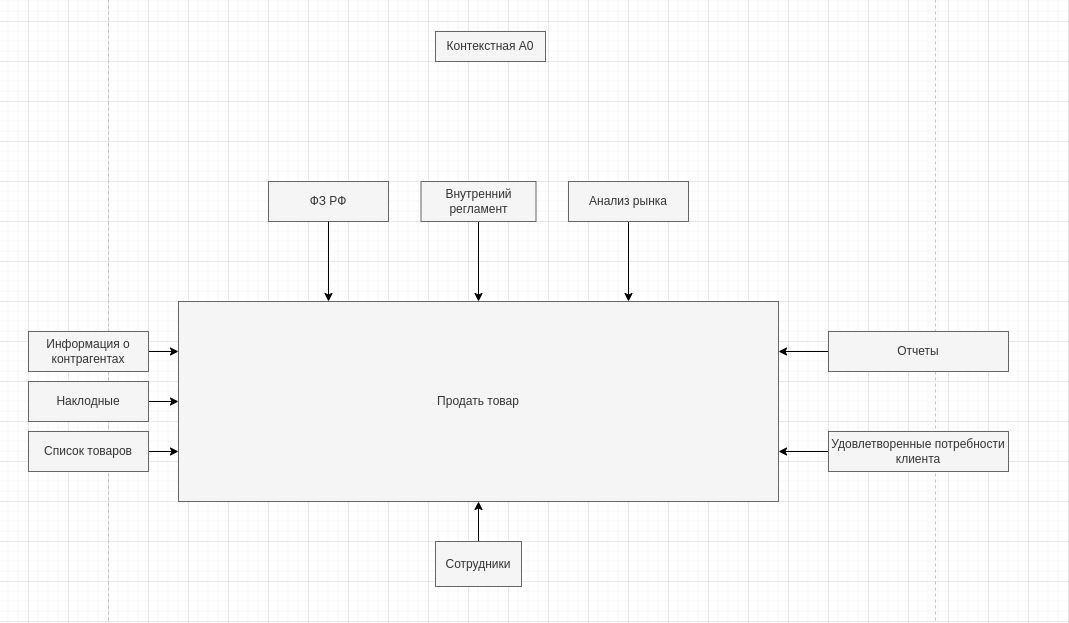 Контекстная А0
ФЗ РФ
Внутренний
регламент
Анализ рынка
Информация о
контрагентах
Накладные
Список товаров
Продать товар
Отчеты
Удовлетворенные потребности
клиента
Сотрудники